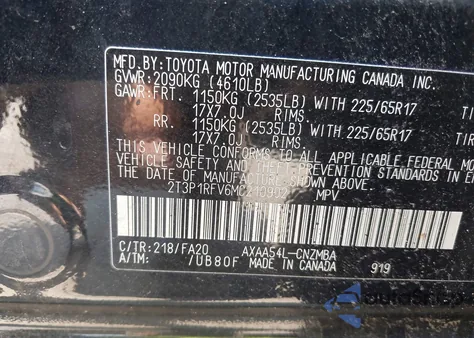 MFD.BY:TOYOTA MOTOR MANUFACTURING CANADA INC.
GVWR:2090KG (4610LB)
GAWR:FRT. 1150KG (2535LB) WITH 225/65R17 TI
17X7.0J RIMS.
RR. 1150KG (2535LB) WITH 225/65R17 TIR
17X7.0J RIMS.
THIS VEHICLE CONFORMS TO ALL APPLICABLE FEDERAL MO
VEHICLE SAFETY AND THEFT PREVENTION STANDARDS IN E
THE DATE OF MANUFACTURE SHOWN ABOVE.
MPV
C/TR:218/FA20 AXAA54L-CNZMBA
A/TM: /UB80F MADE IN CANADA 919